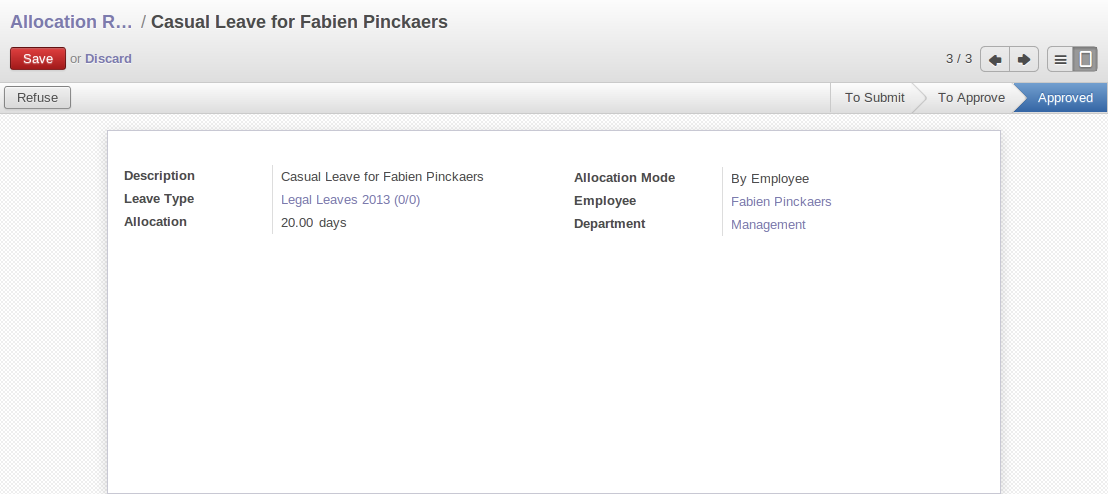 Allocation R... / Casual Leave for Fabien Pinckaers
Save or Discard 3 / 3
Refuse To Submit To Approve Approved
Description Casual Leave for Fabien Pinckaers Allocation Mode By Employee
Leave Type Legal Leaves 2013 (0/0) Employee Fabien Pinckaers
Allocation 20.00 days Department Management